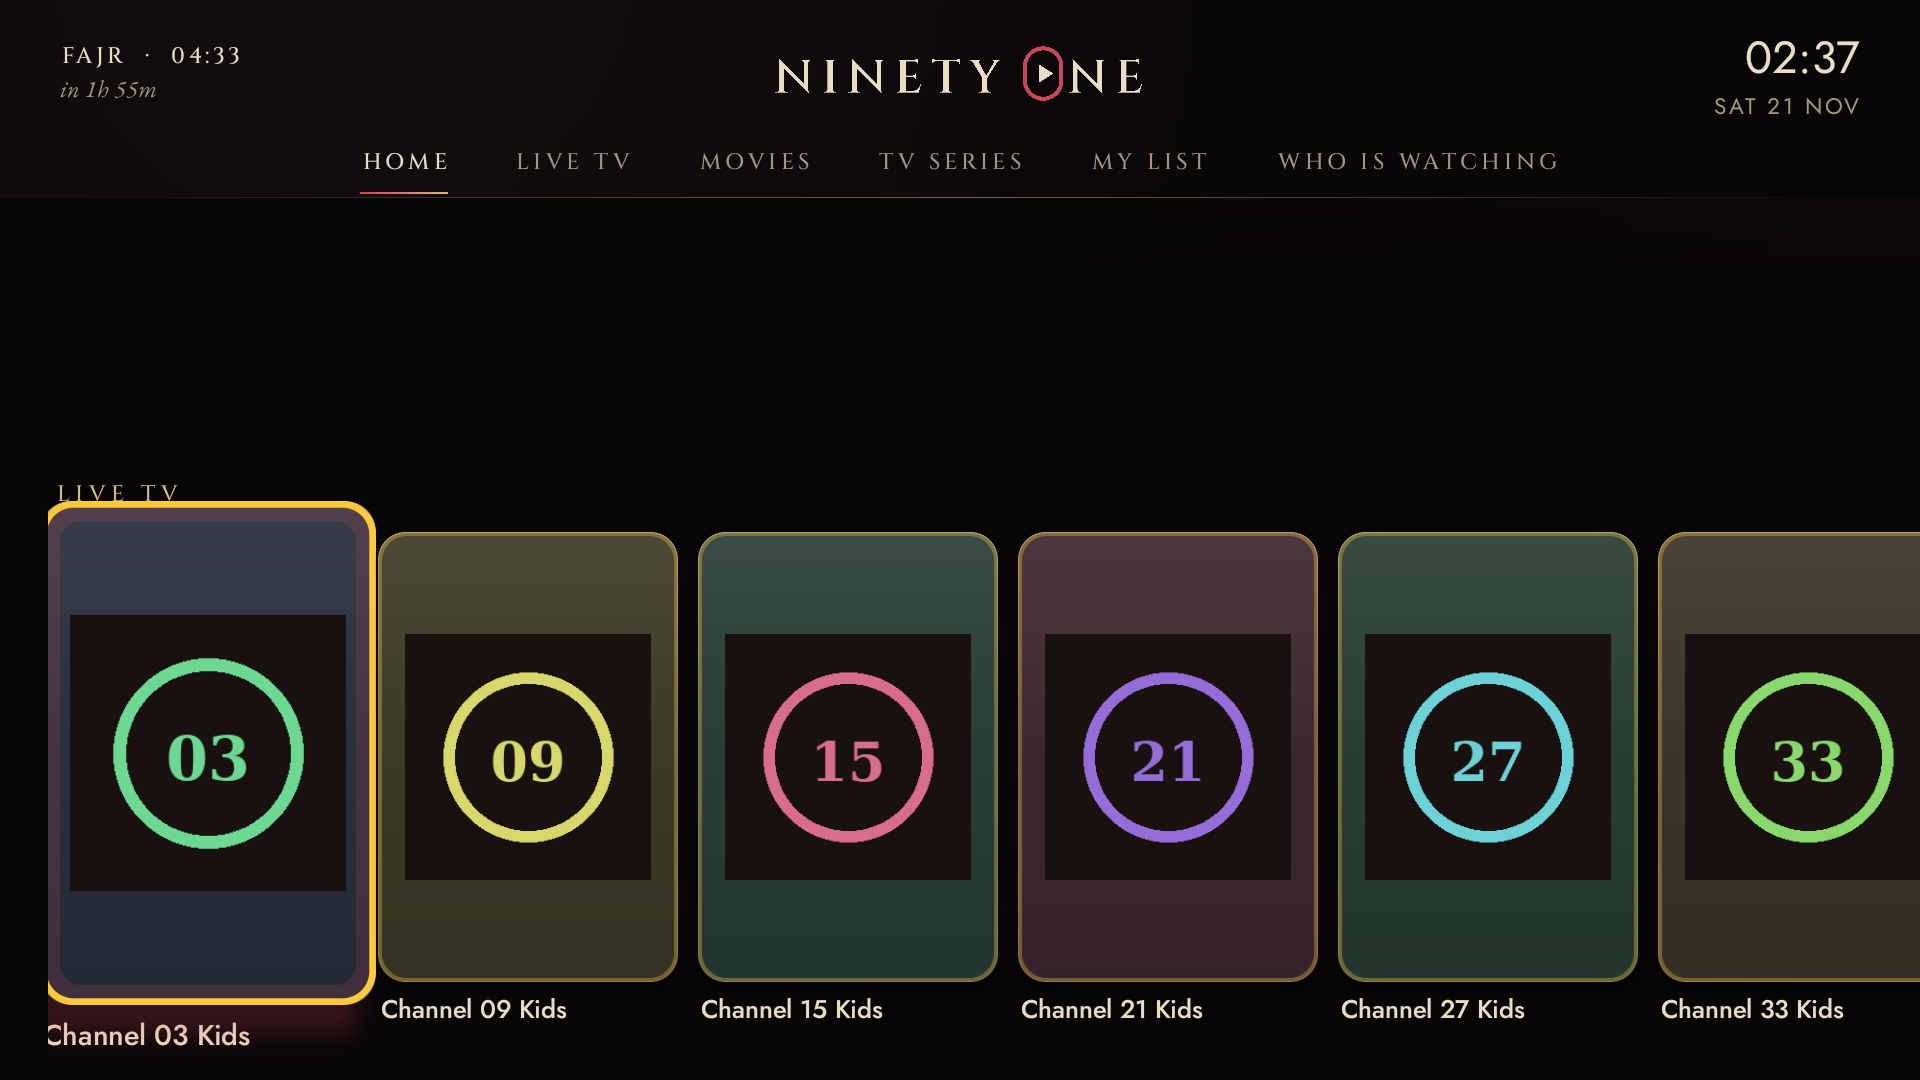 FAJR · 04:33
in 1h 55m
NINETY ONE
02:37
SAT 21 NOV
HOME LIVE TV MOVIES TV SERIES MY LIST WHO IS WATCHING
LIVE TV
03 09 15 21 27 33
Channel 03 Kids Channel 09 Kids Channel 15 Kids Channel 21 Kids Channel 27 Kids Channel 33 Kids